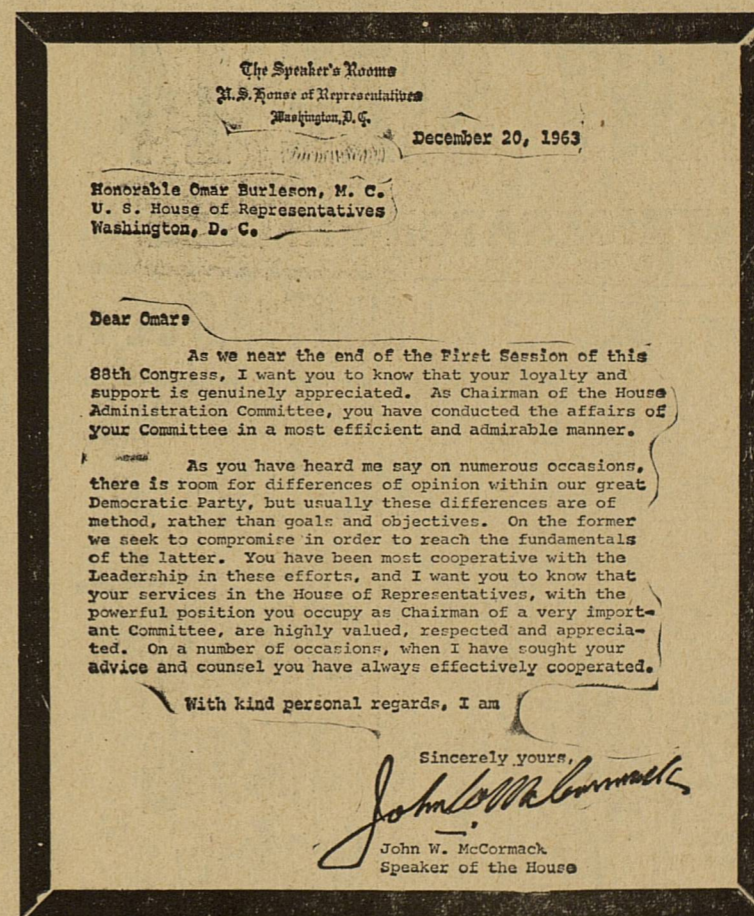 The Speaker's Rooms
U.S. House of Representatives
Washington, D.C.
December 20, 1963
Honorable Omar Burleson, M. C.
U. S. House of Representatives
Washington, D. C.
Dear Omar:
As we near the end of the First Session of this
88th Congress, I want you to know that your loyalty and
support is genuinely appreciated. As Chairman of the House
Administration Committee, you have conducted the affairs of
your Committee in a most efficient and admirable manner.
As you have heard me say on numerous occasions,
there is room for differences of opinion within our great
Democratic Party, but usually these differences are of
method, rather than goals and objectives. On the former
we seek to compromise in order to reach the fundamentals
of the latter. You have been most cooperative with the
Leadership in these efforts, and I want you to know that
your services in the House of Representatives, with the
powerful position you occupy as Chairman of a very import-
ant Committee, are highly valued, respected and apprecia-
ted. On a number of occasions, when I have sought your
advice and counsel you have always effectively cooperated.
With kind personal regards, I am
Sincerely yours,
John W. McCormack
John W. McCormack
Speaker of the House